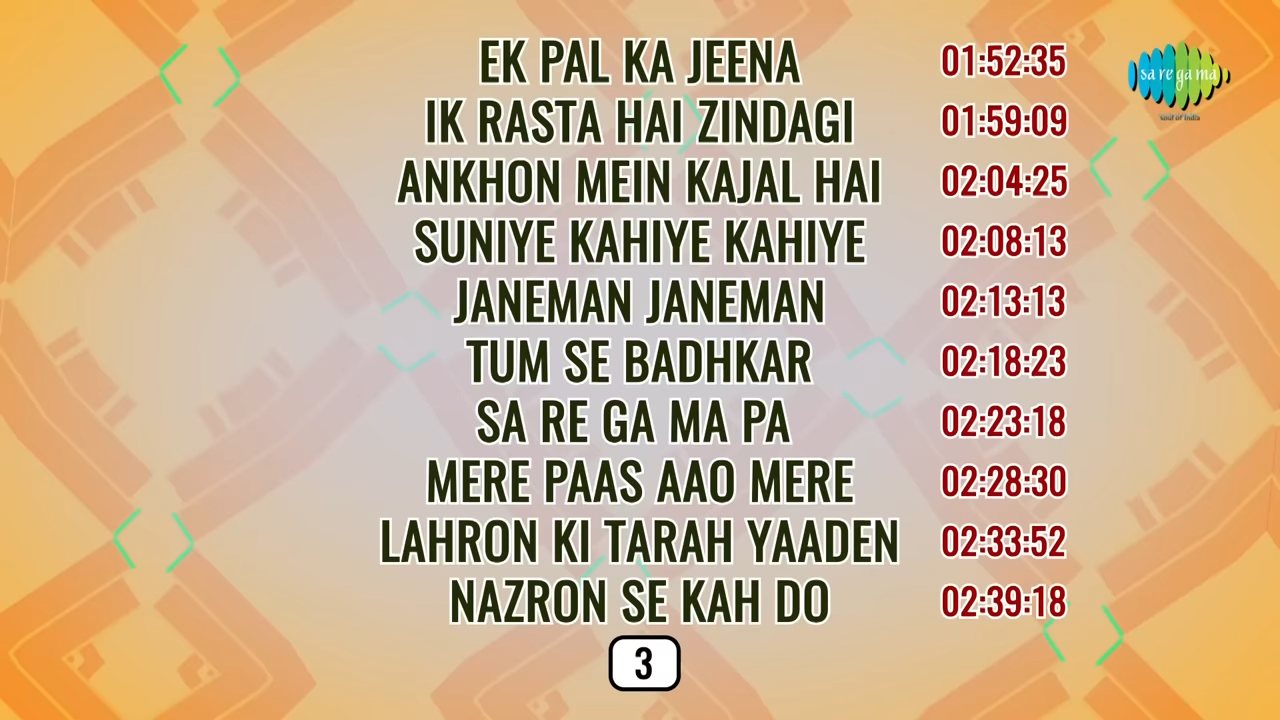 EK PAL KA JEENA 01:52:35
sa re ga ma
soul of India
IK RASTA HAI ZINDAGI 01:59:09
ANKHON MEIN KAJAL HAI 02:04:25
SUNIYE KAHIYE KAHIYE 02:08:13
JANEMAN JANEMAN 02:13:13
TUM SE BADHKAR 02:18:23
SA RE GA MA PA 02:23:18
MERE PAAS AAO MERE 02:28:30
LAHRON KI TARAH YAADEN 02:33:52
NAZRON SE KAH DO 02:39:18
3